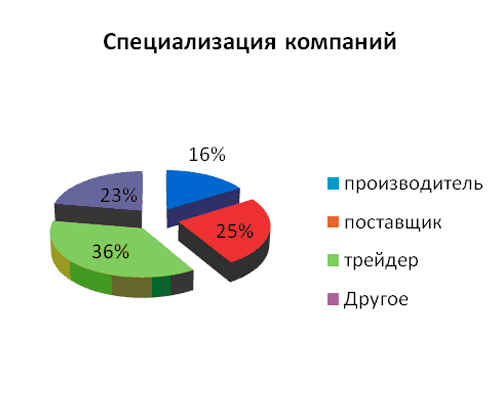 Специализация компаний
16%
23%
25%
36%
производитель
поставщик
трейдер
Другое